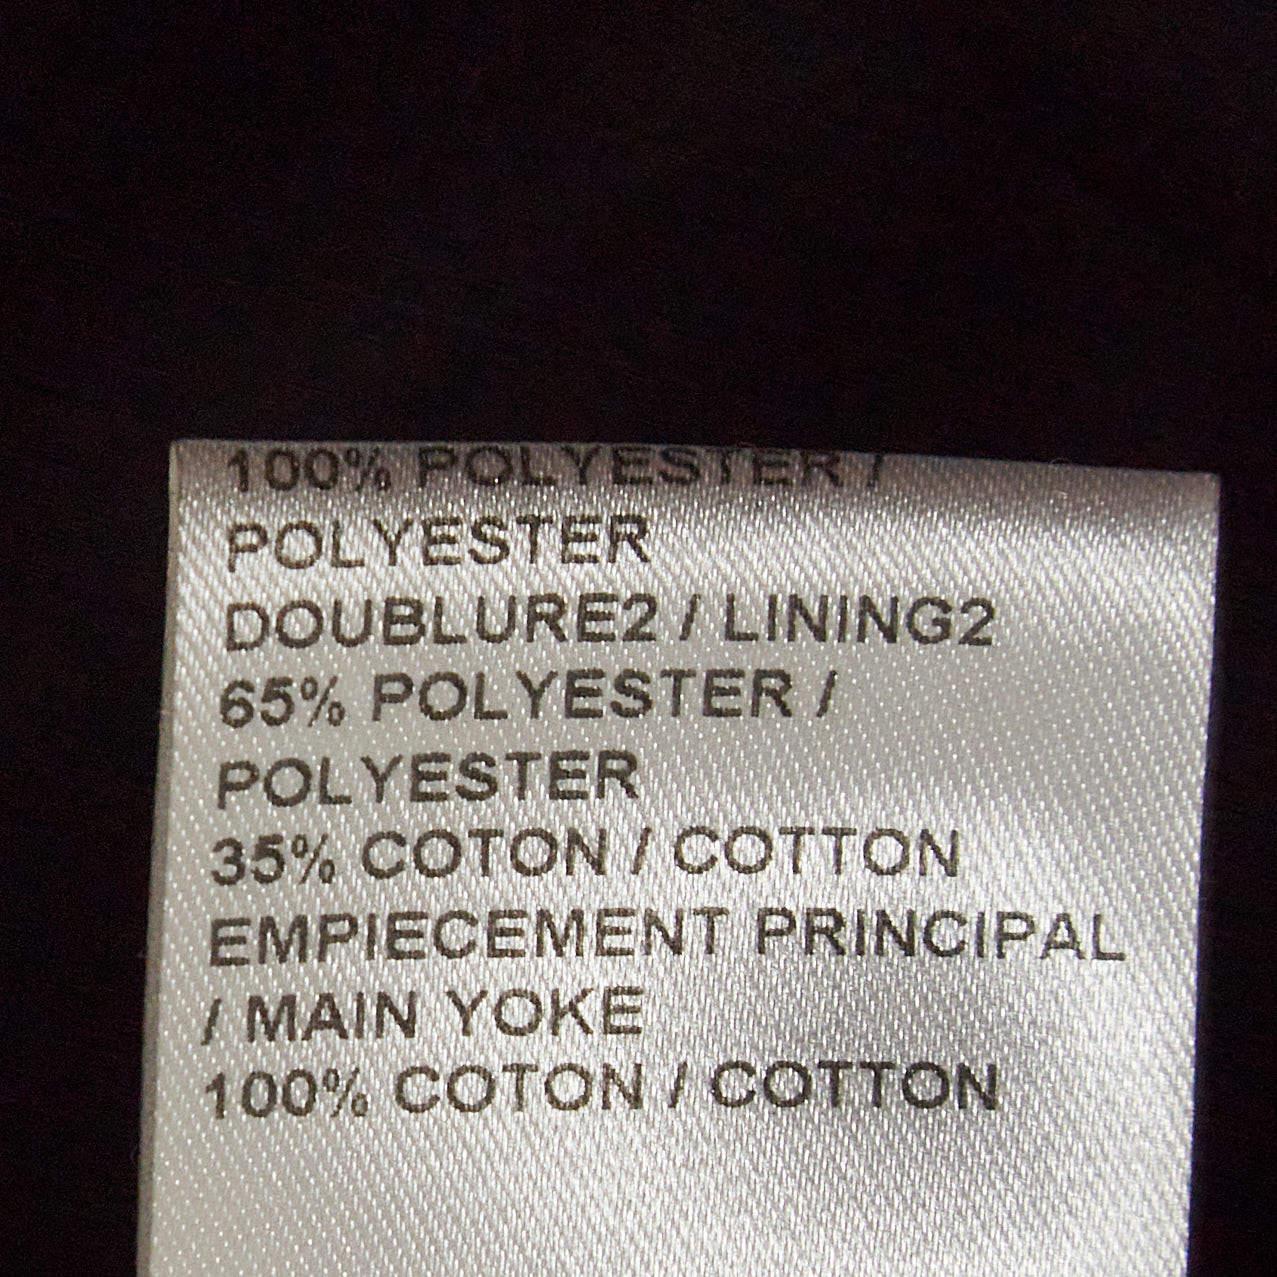 100% POLYESTER /
POLYESTER
DOUBLURE2 / LINING2
65% POLYESTER /
POLYESTER
35% COTON / COTTON
EMPIECEMENT PRINCIPAL
/ MAIN YOKE
100% COTON / COTTON